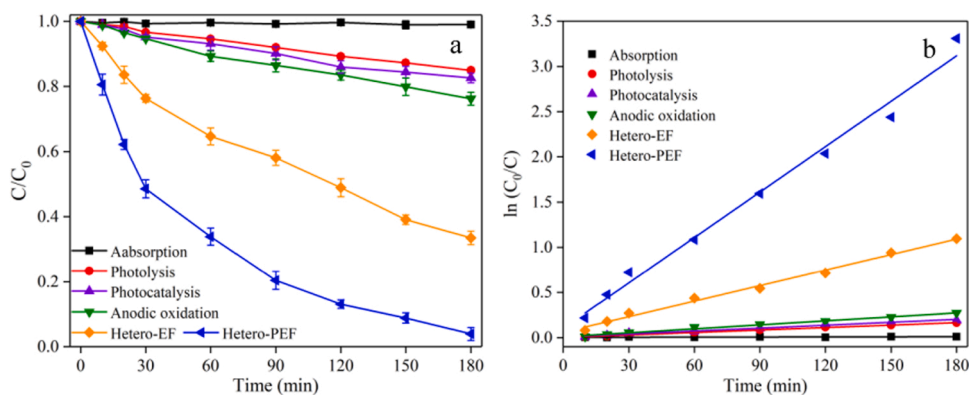 1.0
0.8
0.6
0.4
0.2
0.0
C/C0
a
Aabsorption
Photolysis
Photocatalysis
Anodic oxidation
Hetero-EF Hetero-PEF
0 30 60 90 120 150 180
Time (min)
3.5
3.0
2.5
2.0
1.5
1.0
0.5
0.0
ln (C0/C)
b
Absorption
Photolysis
Photocatalysis
Anodic oxidation
Hetero-EF
Hetero-PEF
0 30 60 90 120 150 180
Time (min)